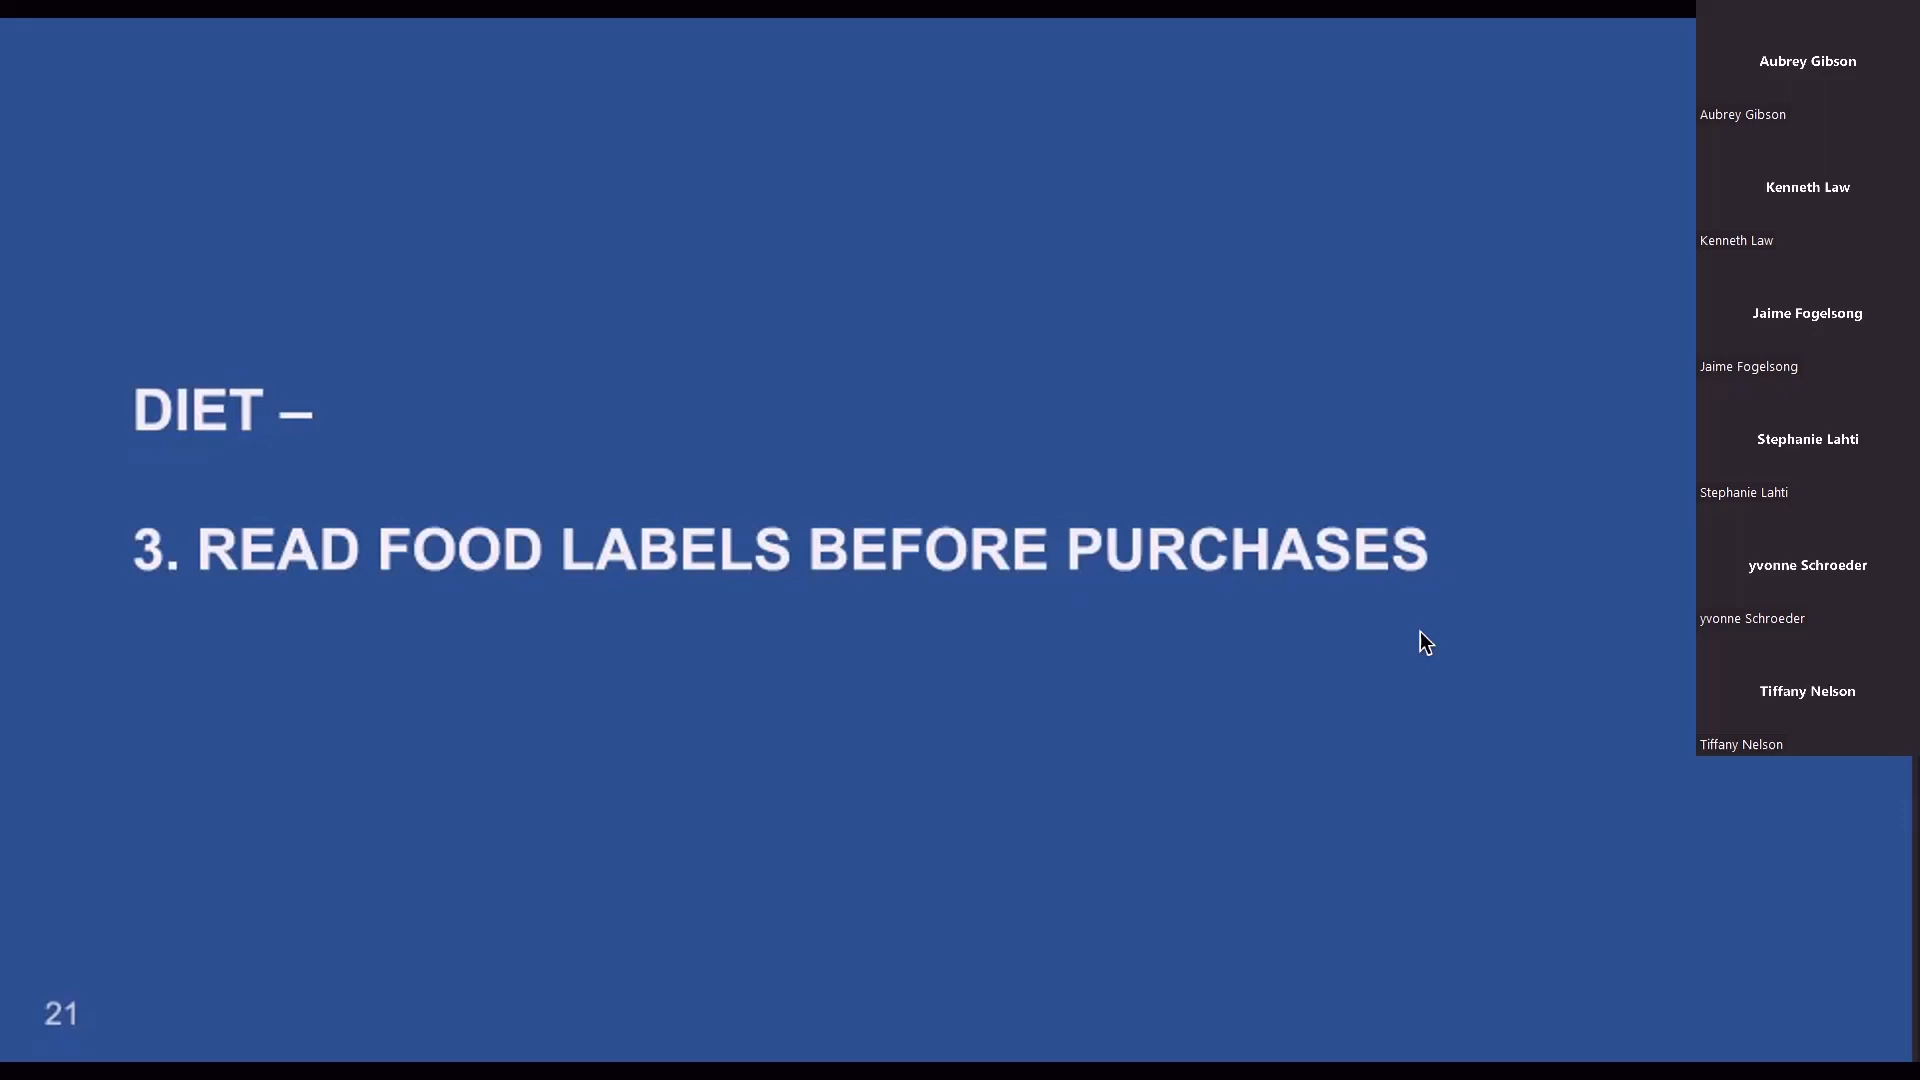 DIET –
3. READ FOOD LABELS BEFORE PURCHASES
21
Aubrey Gibson
Aubrey Gibson
Kenneth Law
Kenneth Law
Jaime Fogelsong
Jaime Fogelsong
Stephanie Lahti
Stephanie Lahti
yvonne Schroeder
yvonne Schroeder
Tiffany Nelson
Tiffany Nelson